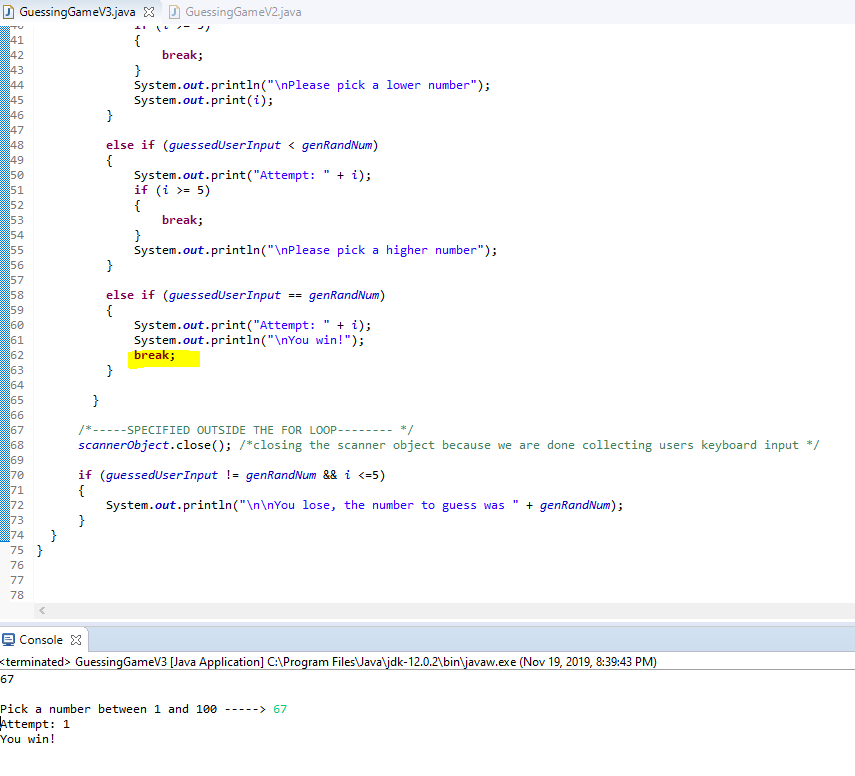 GuessingGameV3.java GuessingGameV2.java
40 if (i >= 5)
41 {
42 break;
43 }
44 System.out.println("\nPlease pick a lower number");
45 System.out.print(i);
46 }
47
48 else if (guessedUserInput < genRandNum)
49 {
50 System.out.print("Attempt: " + i);
51 if (i >= 5)
52 {
53 break;
54 }
55 System.out.println("\nPlease pick a higher number");
56 }
57
58 else if (guessedUserInput == genRandNum)
59 {
60 System.out.print("Attempt: " + i);
61 System.out.println("\nYou win!");
62 break;
63 }
64
65 }
66
67 /*-----SPECIFIED OUTSIDE THE FOR LOOP-------- */
68 scannerObject.close(); /*closing the scanner object because we are done collecting users keyboard input */
69
70 if (guessedUserInput != genRandNum && i <=5)
71 {
72 System.out.println("\n\nYou lose, the number to guess was " + genRandNum);
73 }
74 }
75 }
76
77
78
Console
<terminated> GuessingGameV3 [Java Application] C:\Program Files\Java\jdk-12.0.2\bin\javaw.exe (Nov 19, 2019, 8:39:43 PM)
67
Pick a number between 1 and 100 -----> 67
Attempt: 1
You win!